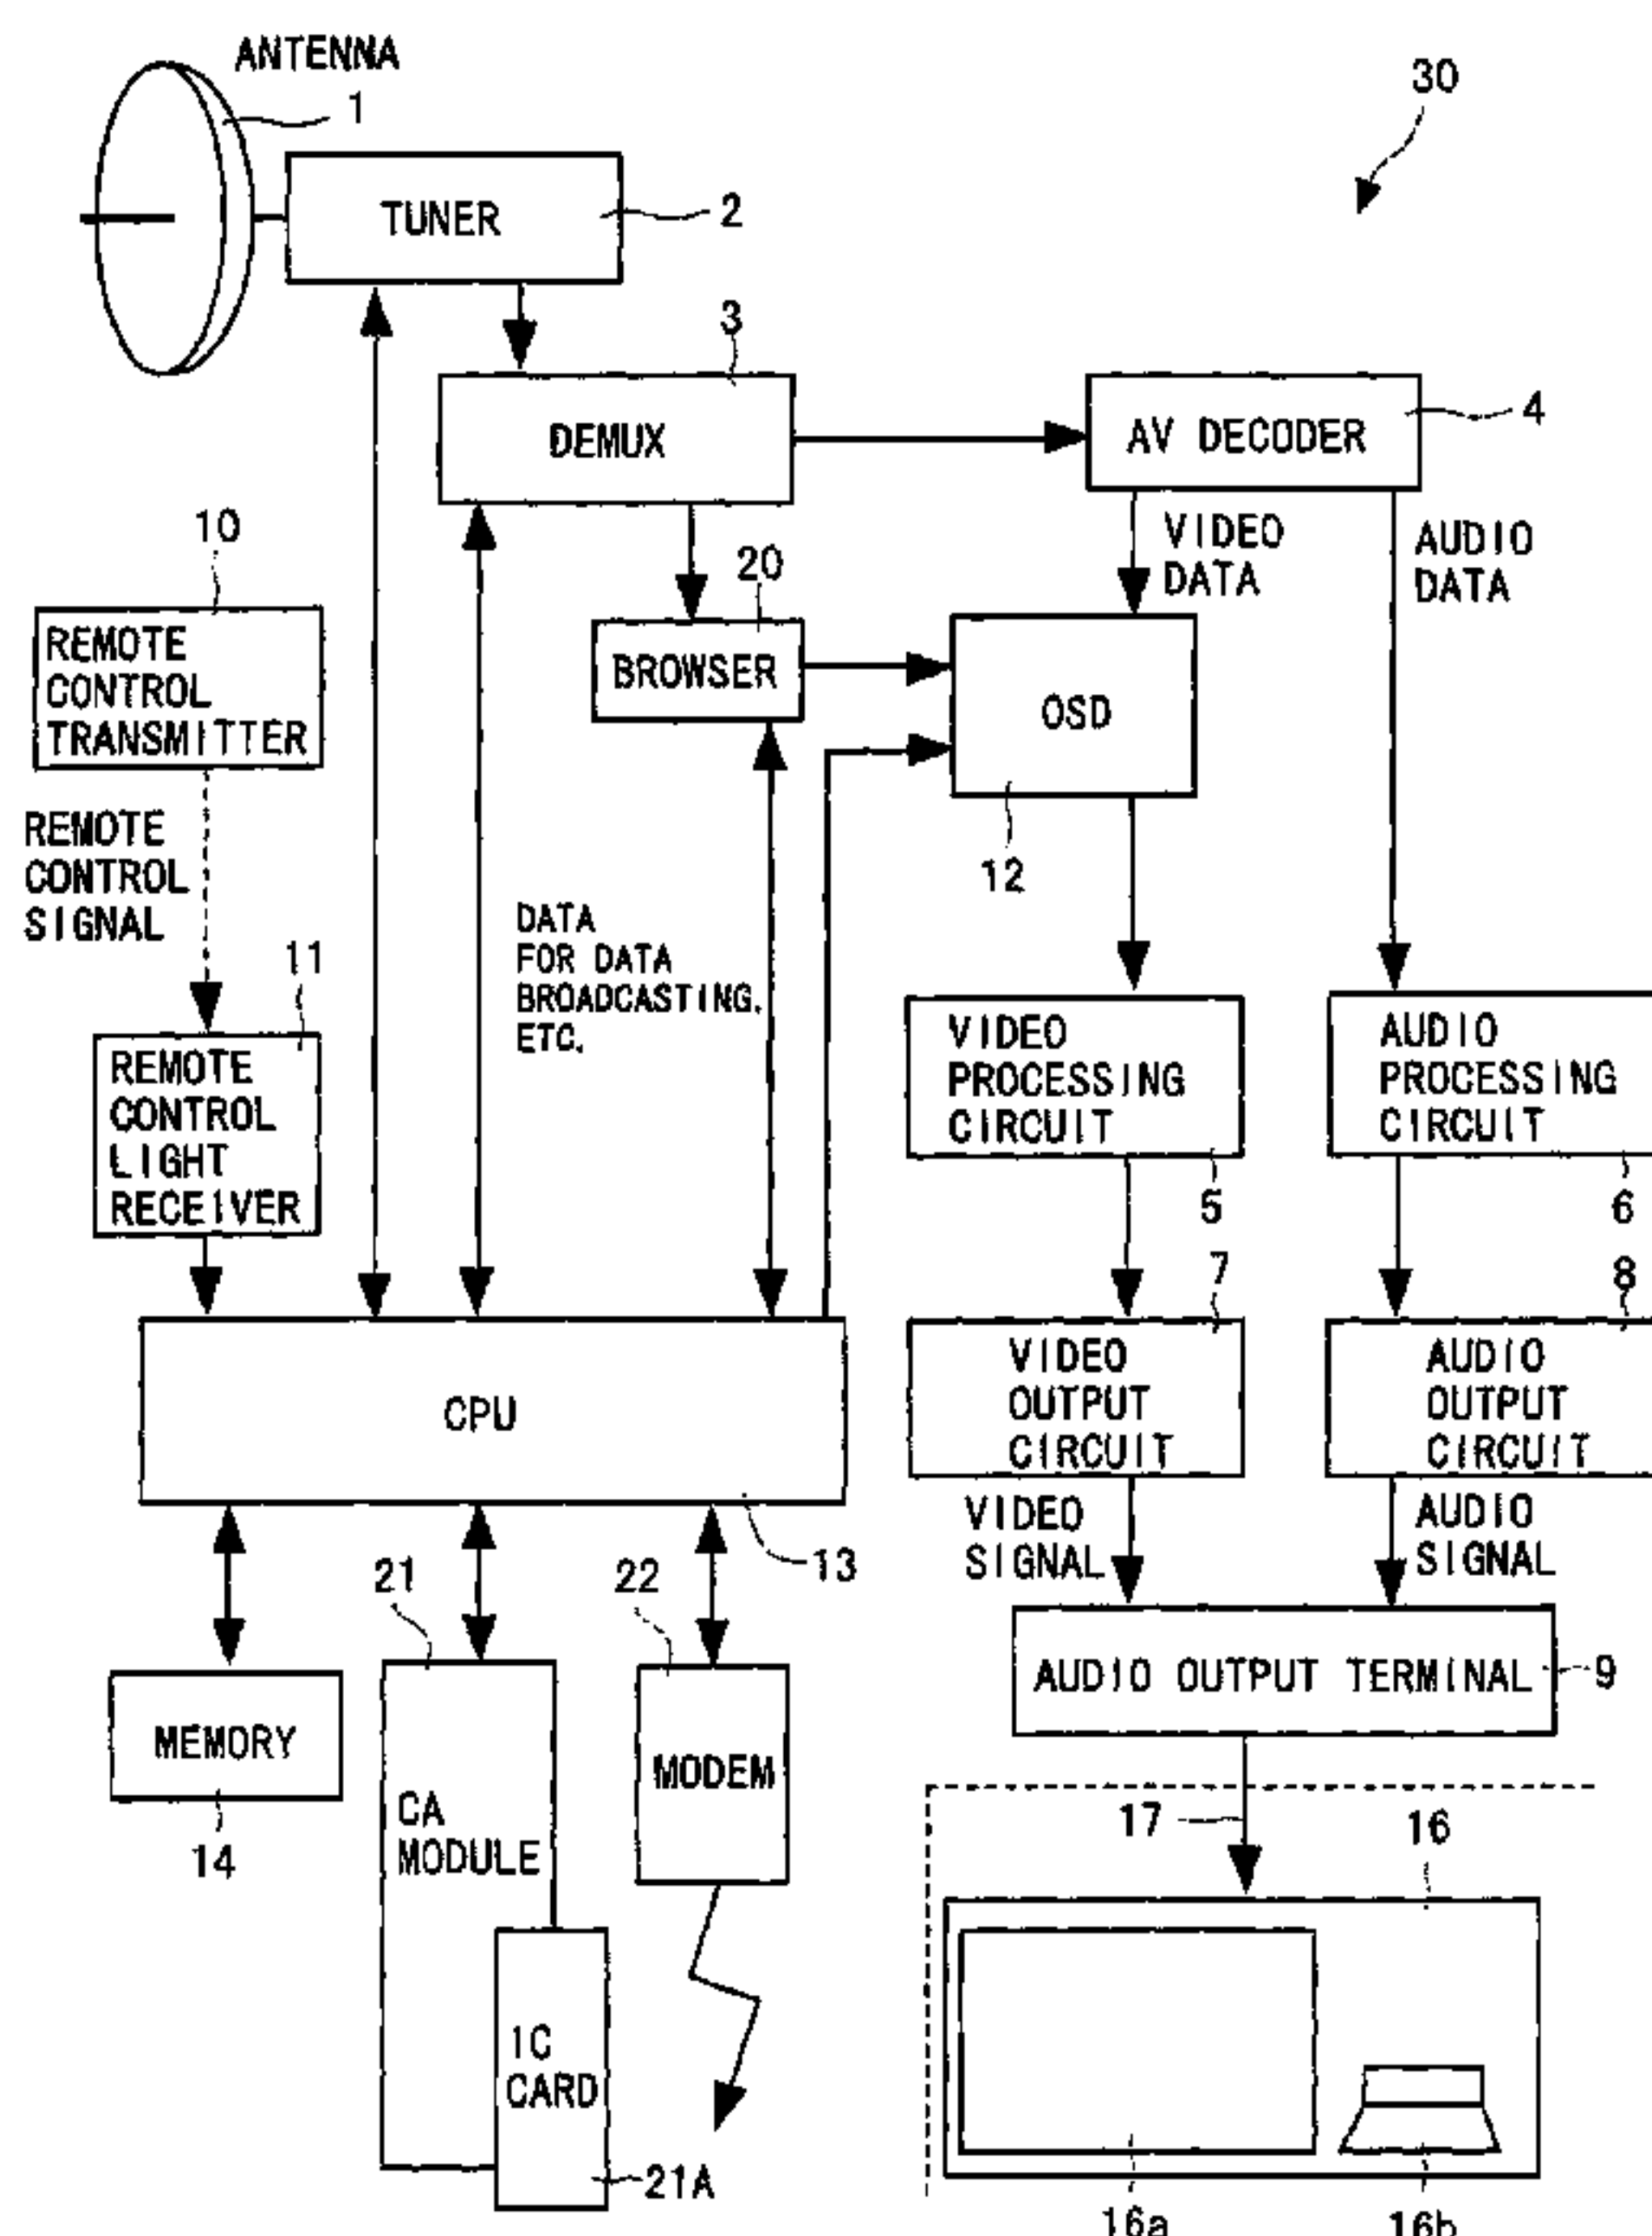 ANTENNA
1
30
TUNER
2
3
DEMUX
AV DECODER
4
VIDEO
DATA
AUDIO
DATA
10
20
REMOTE
CONTROL
TRANSMITTER
BROWSER
OSD
12
REMOTE
CONTROL
SIGNAL
DATA
FOR DATA
BROADCASTING,
ETC.
11
REMOTE
CONTROL
LIGHT
RECEIVER
VIDEO
PROCESSING
CIRCUIT
5
AUDIO
PROCESSING
CIRCUIT
6
7
8
CPU
13
VIDEO
OUTPUT
CIRCUIT
AUDIO
OUTPUT
CIRCUIT
VIDEO
SIGNAL
AUDIO
SIGNAL
21
22
AUDIO OUTPUT TERMINAL
9
MEMORY
14
CA
MODULE
MODEM
17
16
IC
CARD
21A
16a
16b